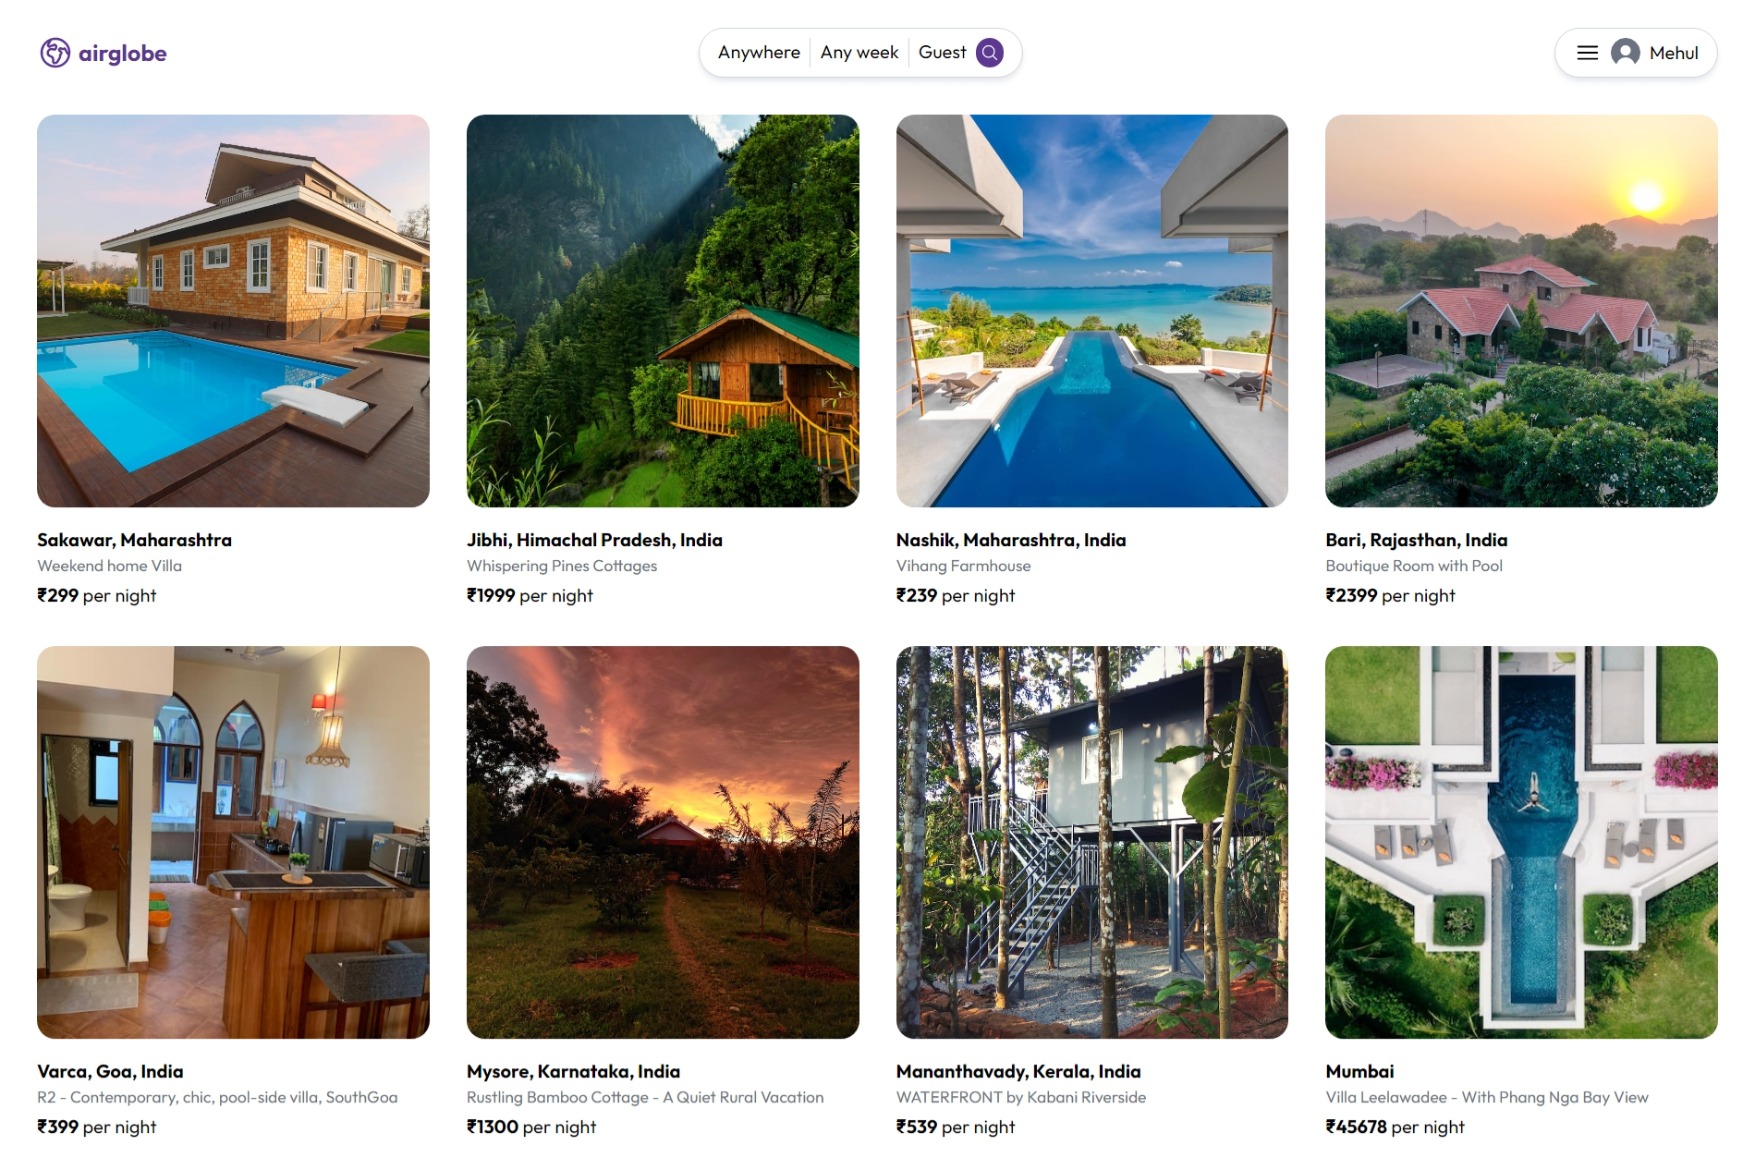 airglobe
Anywhere Any week Guest
Mehul
Sakawar, Maharashtra
Weekend home Villa
₹299 per night
Jibhi, Himachal Pradesh, India
Whispering Pines Cottages
₹1999 per night
Nashik, Maharashtra, India
Vihang Farmhouse
₹239 per night
Bari, Rajasthan, India
Boutique Room with Pool
₹2399 per night
Varca, Goa, India
R2 - Contemporary, chic, pool-side villa, SouthGoa
₹399 per night
Mysore, Karnataka, India
Rustling Bamboo Cottage - A Quiet Rural Vacation
₹1300 per night
Mananthavady, Kerala, India
WATERFRONT by Kabani Riverside
₹539 per night
Mumbai
Villa Leelawadee - With Phang Nga Bay View
₹45678 per night